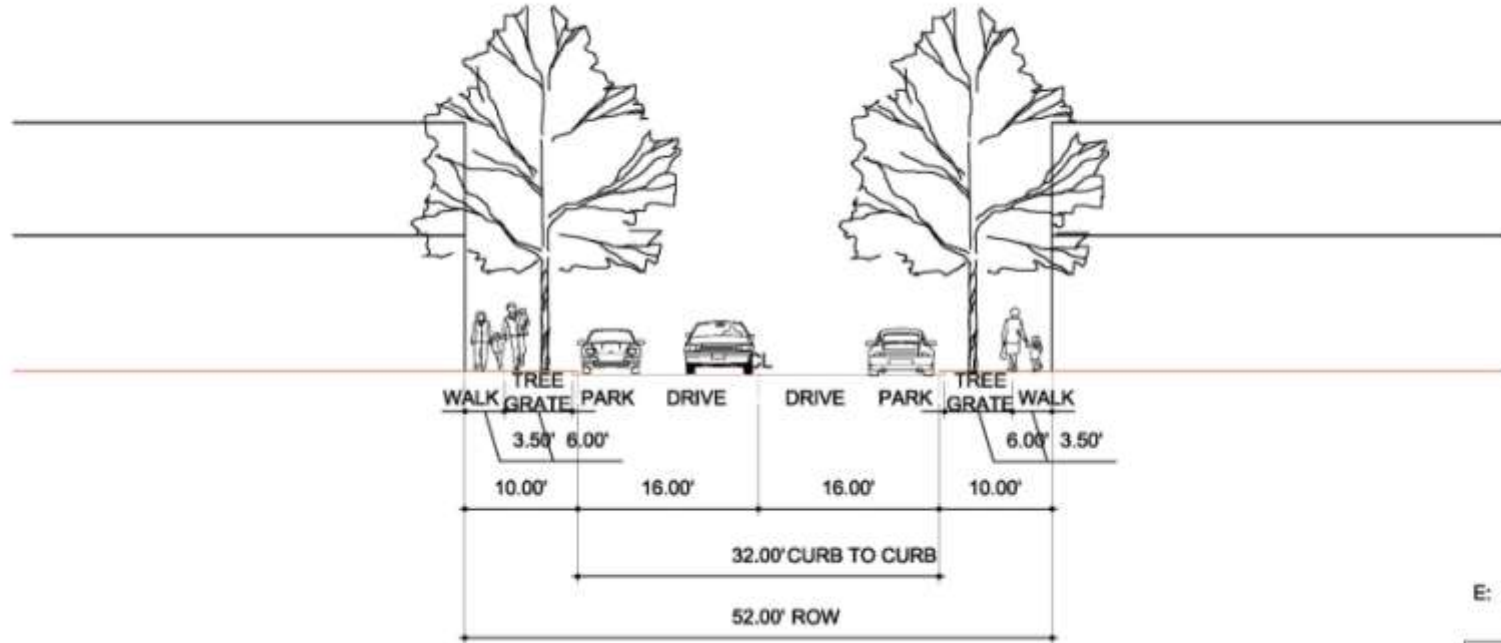 CL
TREE TREE
WALK GRATE PARK DRIVE DRIVE PARK GRATE WALK
3.50' 6.00' 6.00' 3.50'
10.00' 16.00' 16.00' 10.00'
32.00' CURB TO CURB
52.00' ROW
E: